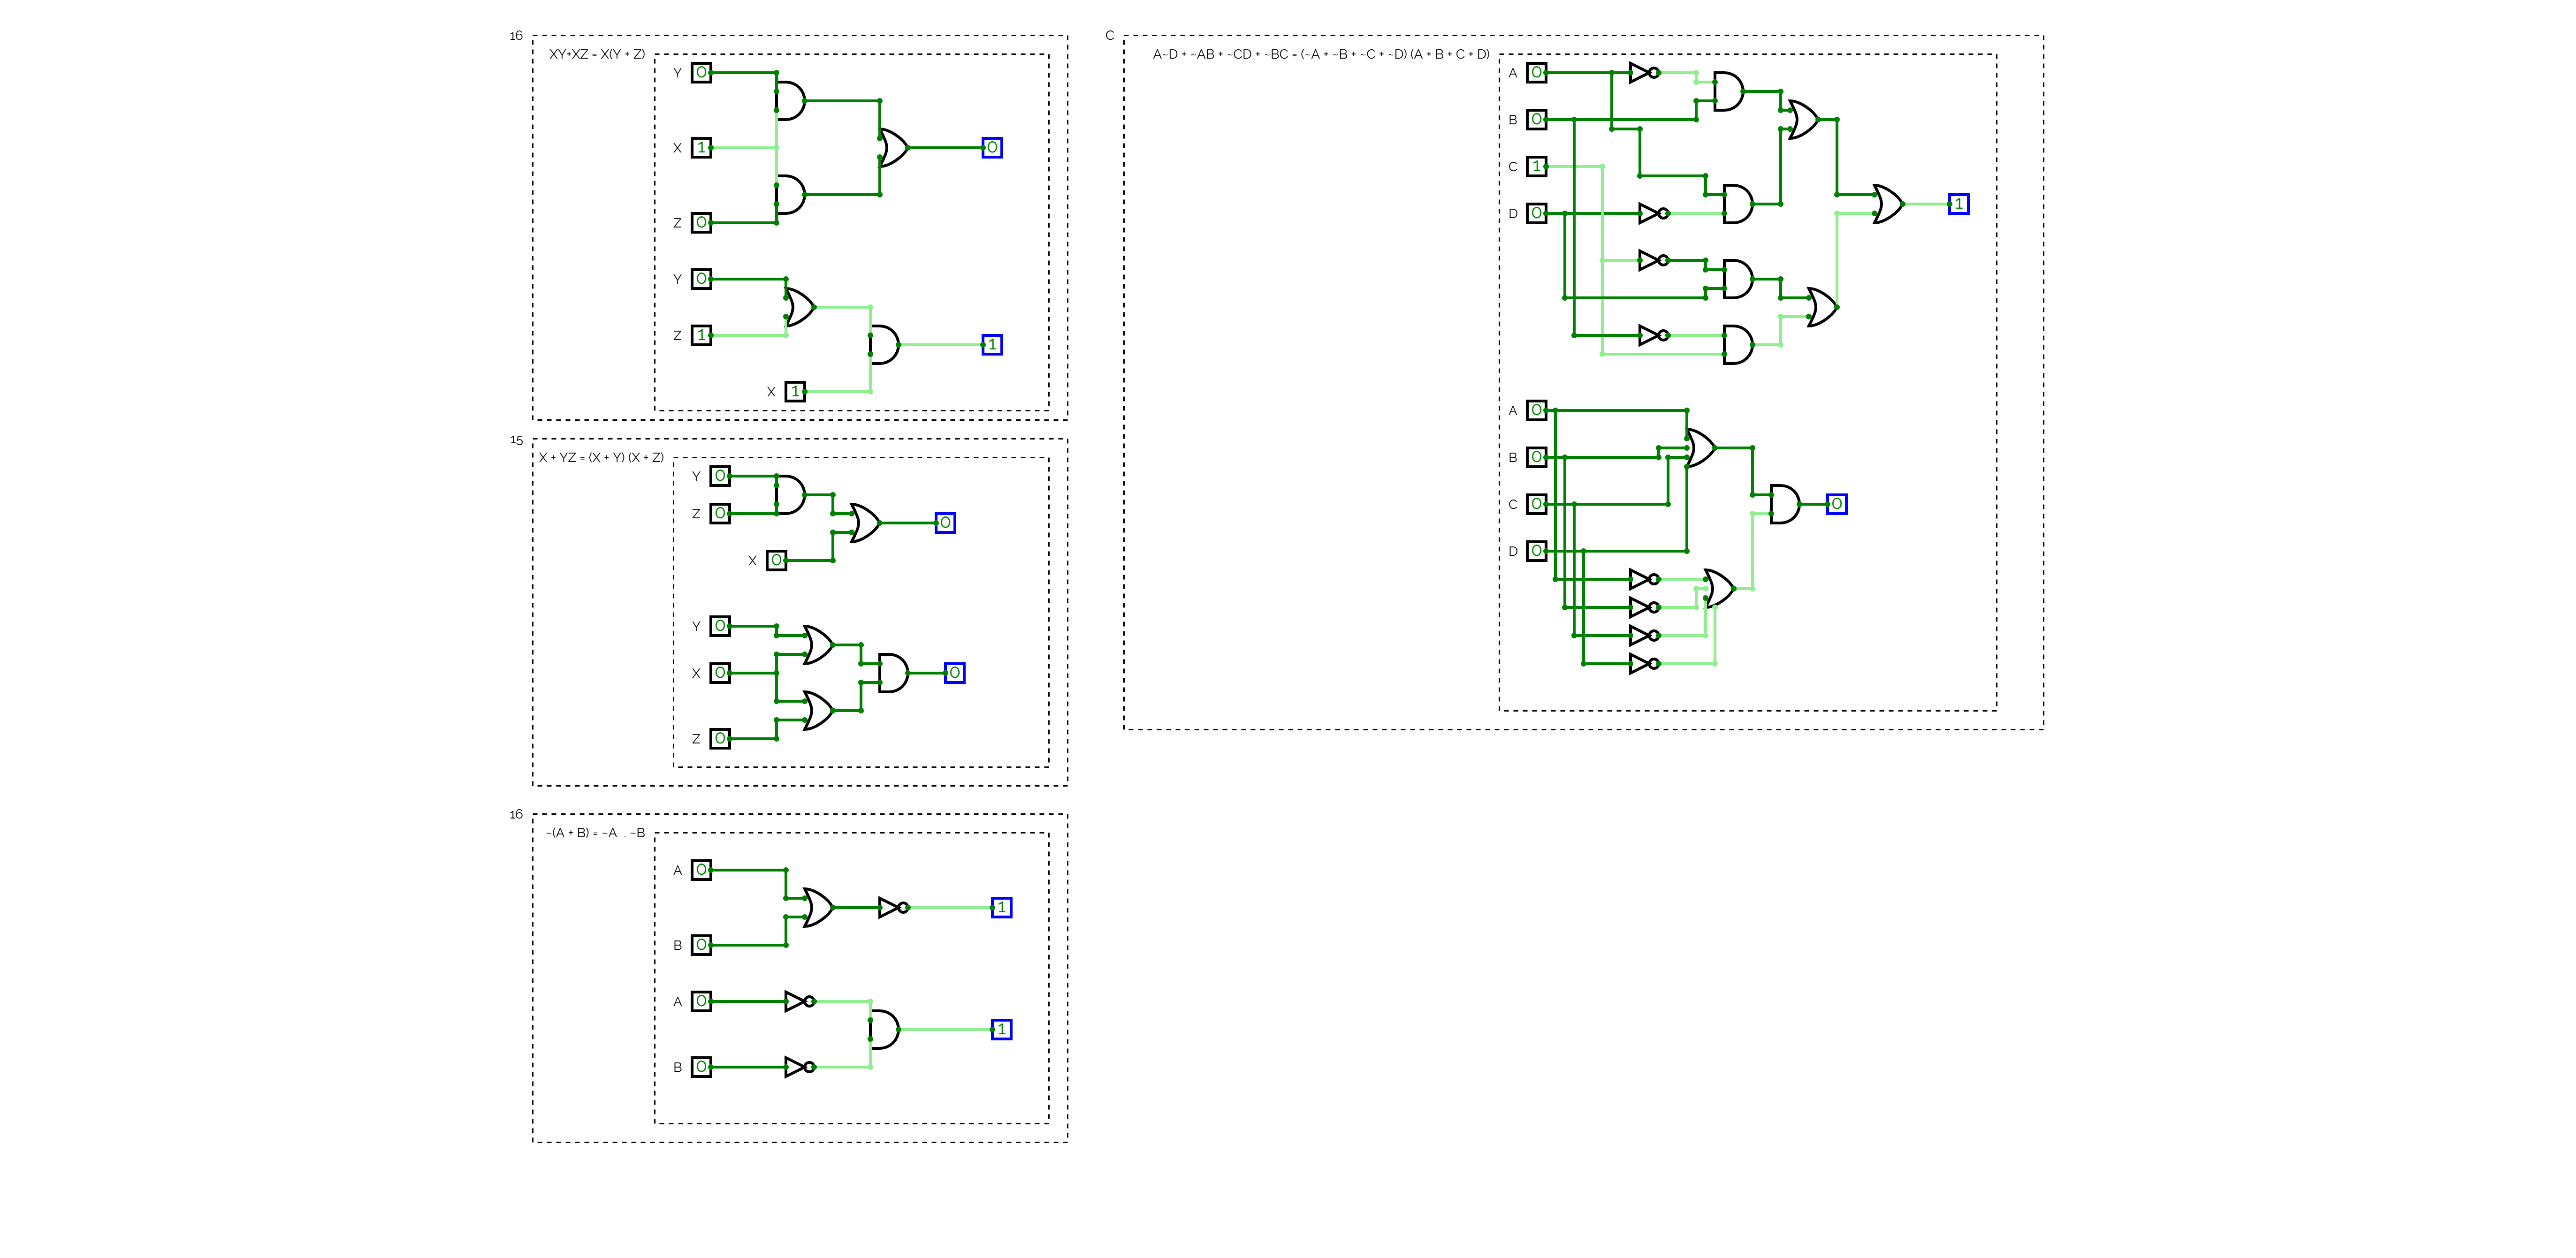 16
XY+XZ = X(Y + Z)
Y 0
X 1 0
Z 0
Y 0
Z 1 1
X 1
15
X + YZ = (X + Y) (X + Z)
Y 0
Z 0 0
X 0
Y 0
X 0 0
Z 0
16
~(A + B) = ~A . ~B
A 0
1
B 0
A 0
1
B 0
C
A~D + ~AB + ~CD + ~BC = (~A + ~B + ~C + ~D) (A + B + C + D)
A 0
B 0
C 1
1
D 0
A 0
B 0
C 0 0
D 0